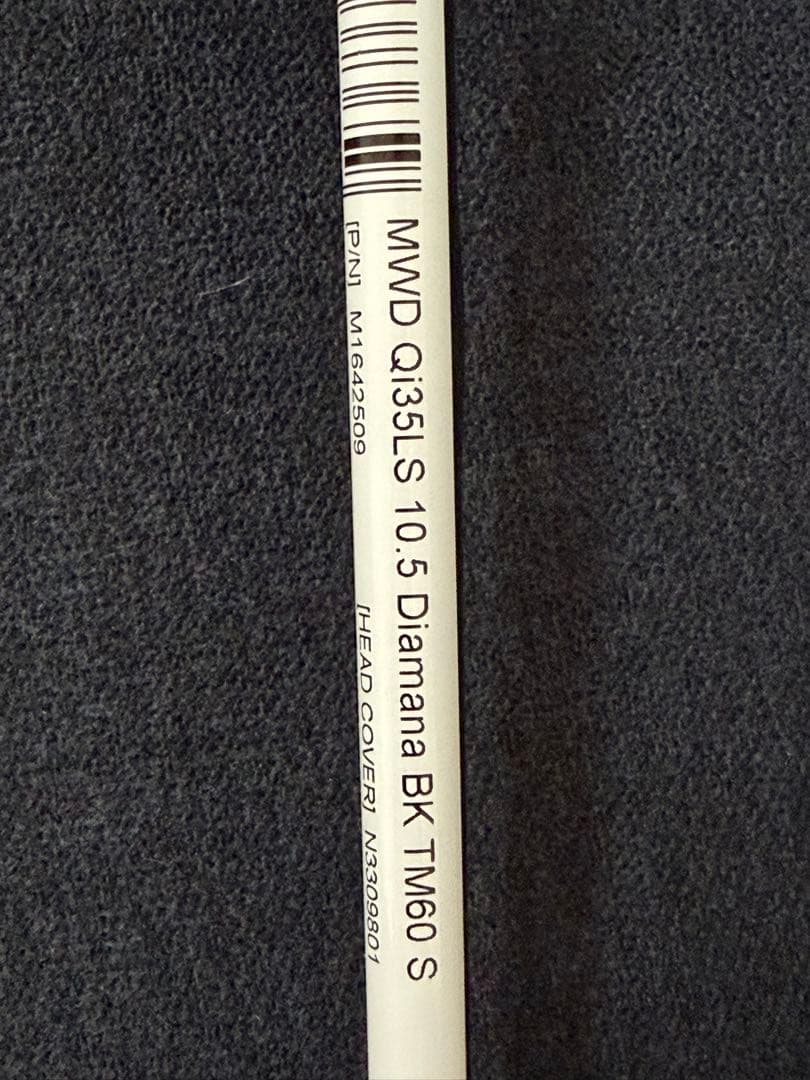 MWD Qi35LS 10.5 Diamana BK TM60 S
[P/N] M1642509 [HEAD COVER] N3309801